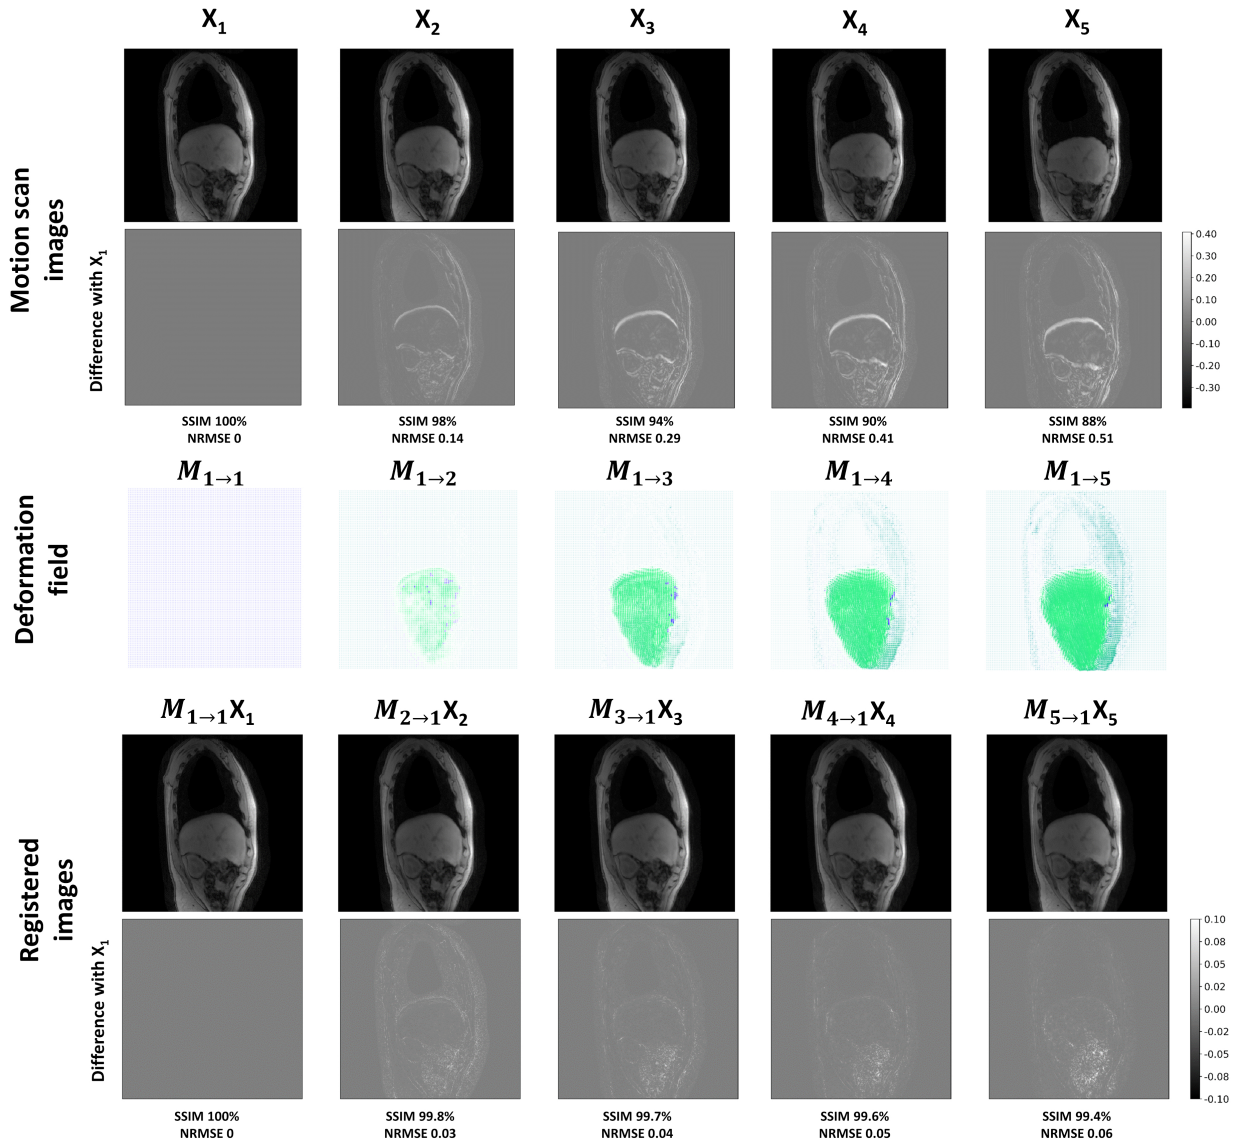 X₁ X₂ X₃ X₄ X₅
Motion scan
images
Difference with X₁
0.40
0.30
0.20
0.10
0.00
-0.10
-0.20
-0.30
SSIM 100% SSIM 98% SSIM 94% SSIM 90% SSIM 88%
NRMSE 0 NRMSE 0.14 NRMSE 0.29 NRMSE 0.41 NRMSE 0.51
M₁→₁ M₁→₂ M₁→₃ M₁→₄ M₁→₅
Deformation
field
M₁→₁X₁ M₂→₁X₂ M₃→₁X₃ M₄→₁X₄ M₅→₁X₅
Registered
images
Difference with X₁
0.10
0.08
0.05
0.02
0.00
-0.02
-0.05
-0.08
-0.10
SSIM 100% SSIM 99.8% SSIM 99.7% SSIM 99.6% SSIM 99.4%
NRMSE 0 NRMSE 0.03 NRMSE 0.04 NRMSE 0.05 NRMSE 0.06